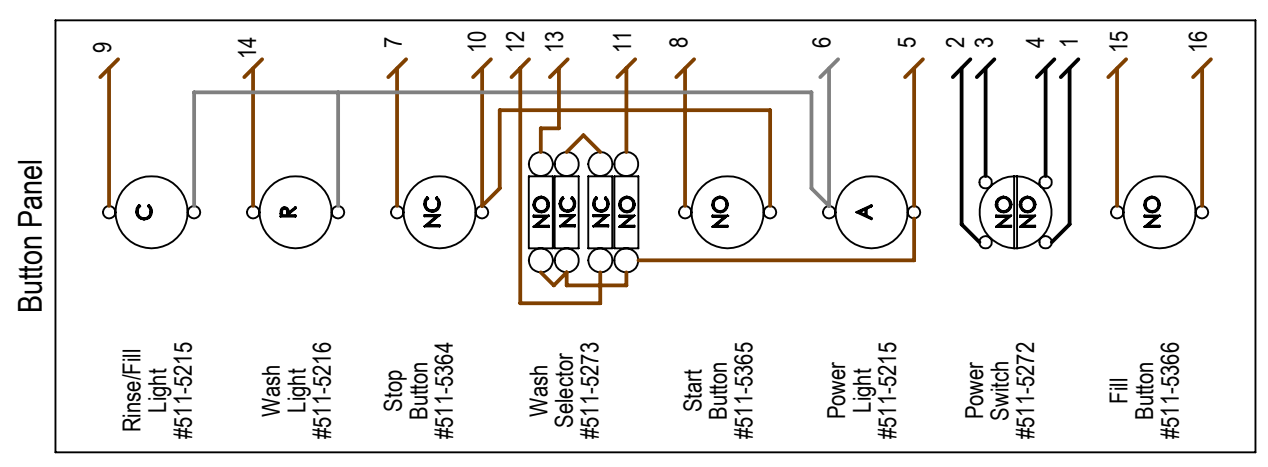 Button Panel
9
14
7
10
12
13
11
8
6
5
2
3
4
1
15
16
C
R
NC
NO
NC
NC
NO
NO
A
NO
NO
NO
Rinse/Fill
Light
#511-5215
Wash
Light
#511-5216
Stop
Button
#511-5364
Wash
Selector
#511-5273
Start
Button
#511-5365
Power
Light
#511-5215
Power
Switch
#511-5272
Fill
Button
#511-5366